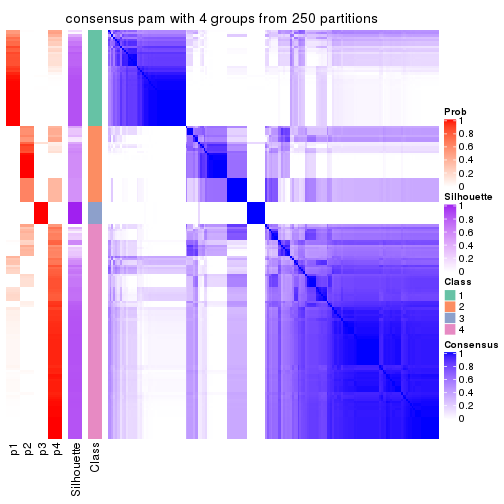 consensus pam with 4 groups from 250 partitions
Prob
1
0.8
0.6
0.4
0.2
0
Silhouette
1
0.8
0.6
0.4
0.2
0
Class
1
2
3
4
Consensus
1
0.8
0.6
0.4
0.2
0
p1
p2
p3
p4
Silhouette
Class